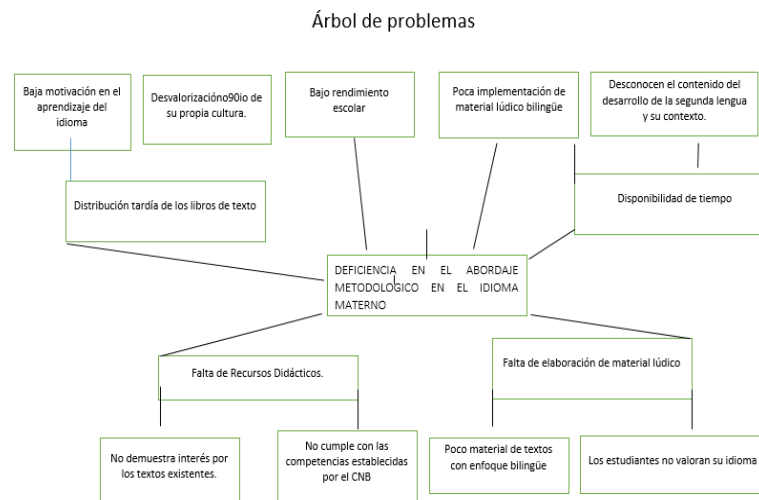 Árbol de problemas
Baja motivación en el
aprendizaje del
idioma
Desvalorizacióno90io de
su propia cultura.
Bajo rendimiento
escolar
Poca implementación de
material lúdico bilingüe
Desconocen el contenido del
desarrollo de la segunda lengua
y su contexto.
Distribución tardía de los libros de texto
Disponibilidad de tiempo
DEFICIENCIA EN EL ABORDAJE
METODOLOGICO EN EL IDIOMA
MATERNO
Falta de Recursos Didácticos.
Falta de elaboración de material lúdico
No demuestra interés por
los textos existentes.
No cumple con las
competencias establecidas
por el CNB
Poco material de textos
con enfoque bilingüe
Los estudiantes no valoran su idioma